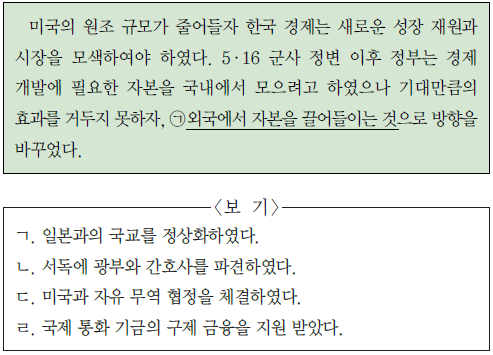 미국의 원조 규모가 줄어들자 한국 경제는 새로운 성장 재원과
시장을 모색하여야 하였다. 5·16 군사 정변 이후 정부는 경제
개발에 필요한 자본을 국내에서 모으려고 하였으나 기대만큼의
효과를 거두지 못하자, ㉠외국에서 자본을 끌어들이는 것으로 방향을
바꾸었다.
〈보 기〉
ㄱ. 일본과의 국교를 정상화하였다.
ㄴ. 서독에 광부와 간호사를 파견하였다.
ㄷ. 미국과 자유 무역 협정을 체결하였다.
ㄹ. 국제 통화 기금의 구제 금융을 지원 받았다.